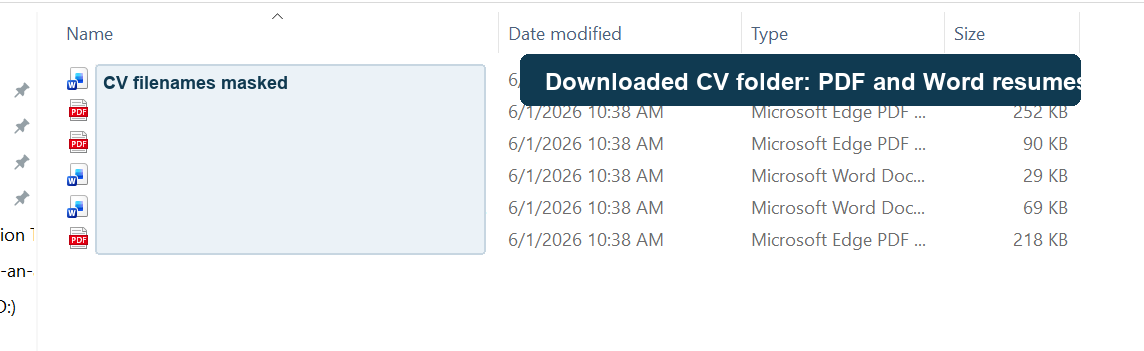 Name Date modified Type Size
CV filenames masked
6/
Downloaded CV folder: PDF and Word resumes
PDF 6/1/2026 10:38 AM Microsoft Edge PDF ... 252 KB
PDF 6/1/2026 10:38 AM Microsoft Edge PDF ... 90 KB
W 6/1/2026 10:38 AM Microsoft Word Doc... 29 KB
W 6/1/2026 10:38 AM Microsoft Word Doc... 69 KB
ion
PDF 6/1/2026 10:38 AM Microsoft Edge PDF ... 218 KB
-an-
:)